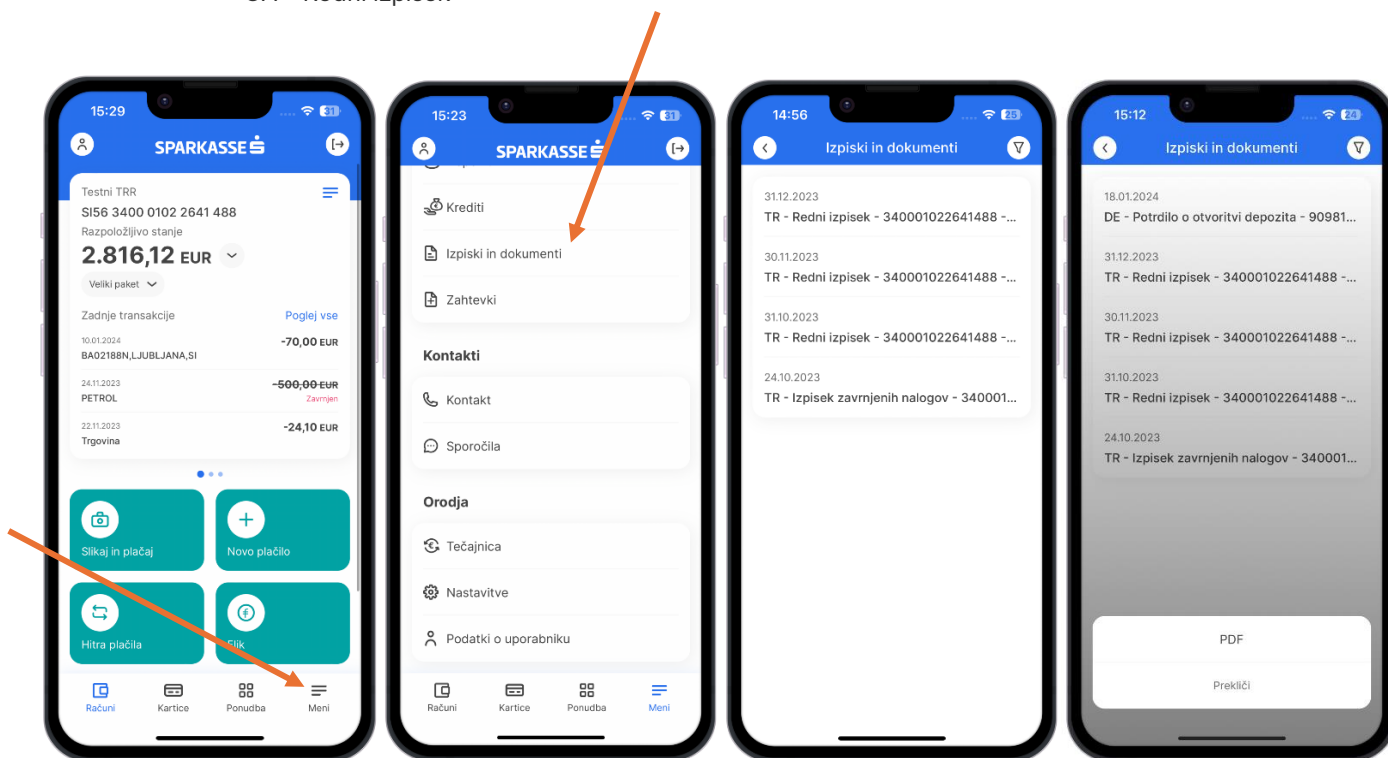 15:29
31
SPARKASSE
Testni TRR
SI56 3400 0102 2641 488
Razpoložljivo stanje
2.816,12 EUR
Veliki paket
Zadnje transakcije Poglej vse
10.01.2024
-70,00 EUR
BA02188N,LJUBLJANA,SI
24.11.2023
-500,00 EUR
PETROL Zavrnjen
22.11.2023
-24,10 EUR
Trgovina
Slikaj in plačaj
Novo plačilo
Hitra plačila
Flik
Računi Kartice Ponudba Meni
15:23
31
SPARKASSE
Krediti
Izpiski in dokumenti
Zahtevki
Kontakti
Kontakt
Sporočila
Orodja
Tečajnica
Nastavitve
Podatki o uporabniku
Računi Kartice Ponudba Meni
14:56
25
Izpiski in dokumenti
31.12.2023
TR - Redni izpisek - 340001022641488 -...
30.11.2023
TR - Redni izpisek - 340001022641488 -...
31.10.2023
TR - Redni izpisek - 340001022641488 -...
24.10.2023
TR - Izpisek zavrnjenih nalogov - 340001...
15:12
24
Izpiski in dokumenti
18.01.2024
DE - Potrdilo o otvoritvi depozita - 90981...
31.12.2023
TR - Redni izpisek - 340001022641488 -...
30.11.2023
TR - Redni izpisek - 340001022641488 -...
31.10.2023
TR - Redni izpisek - 340001022641488 -...
24.10.2023
TR - Izpisek zavrnjenih nalogov - 340001...
PDF
Prekliči